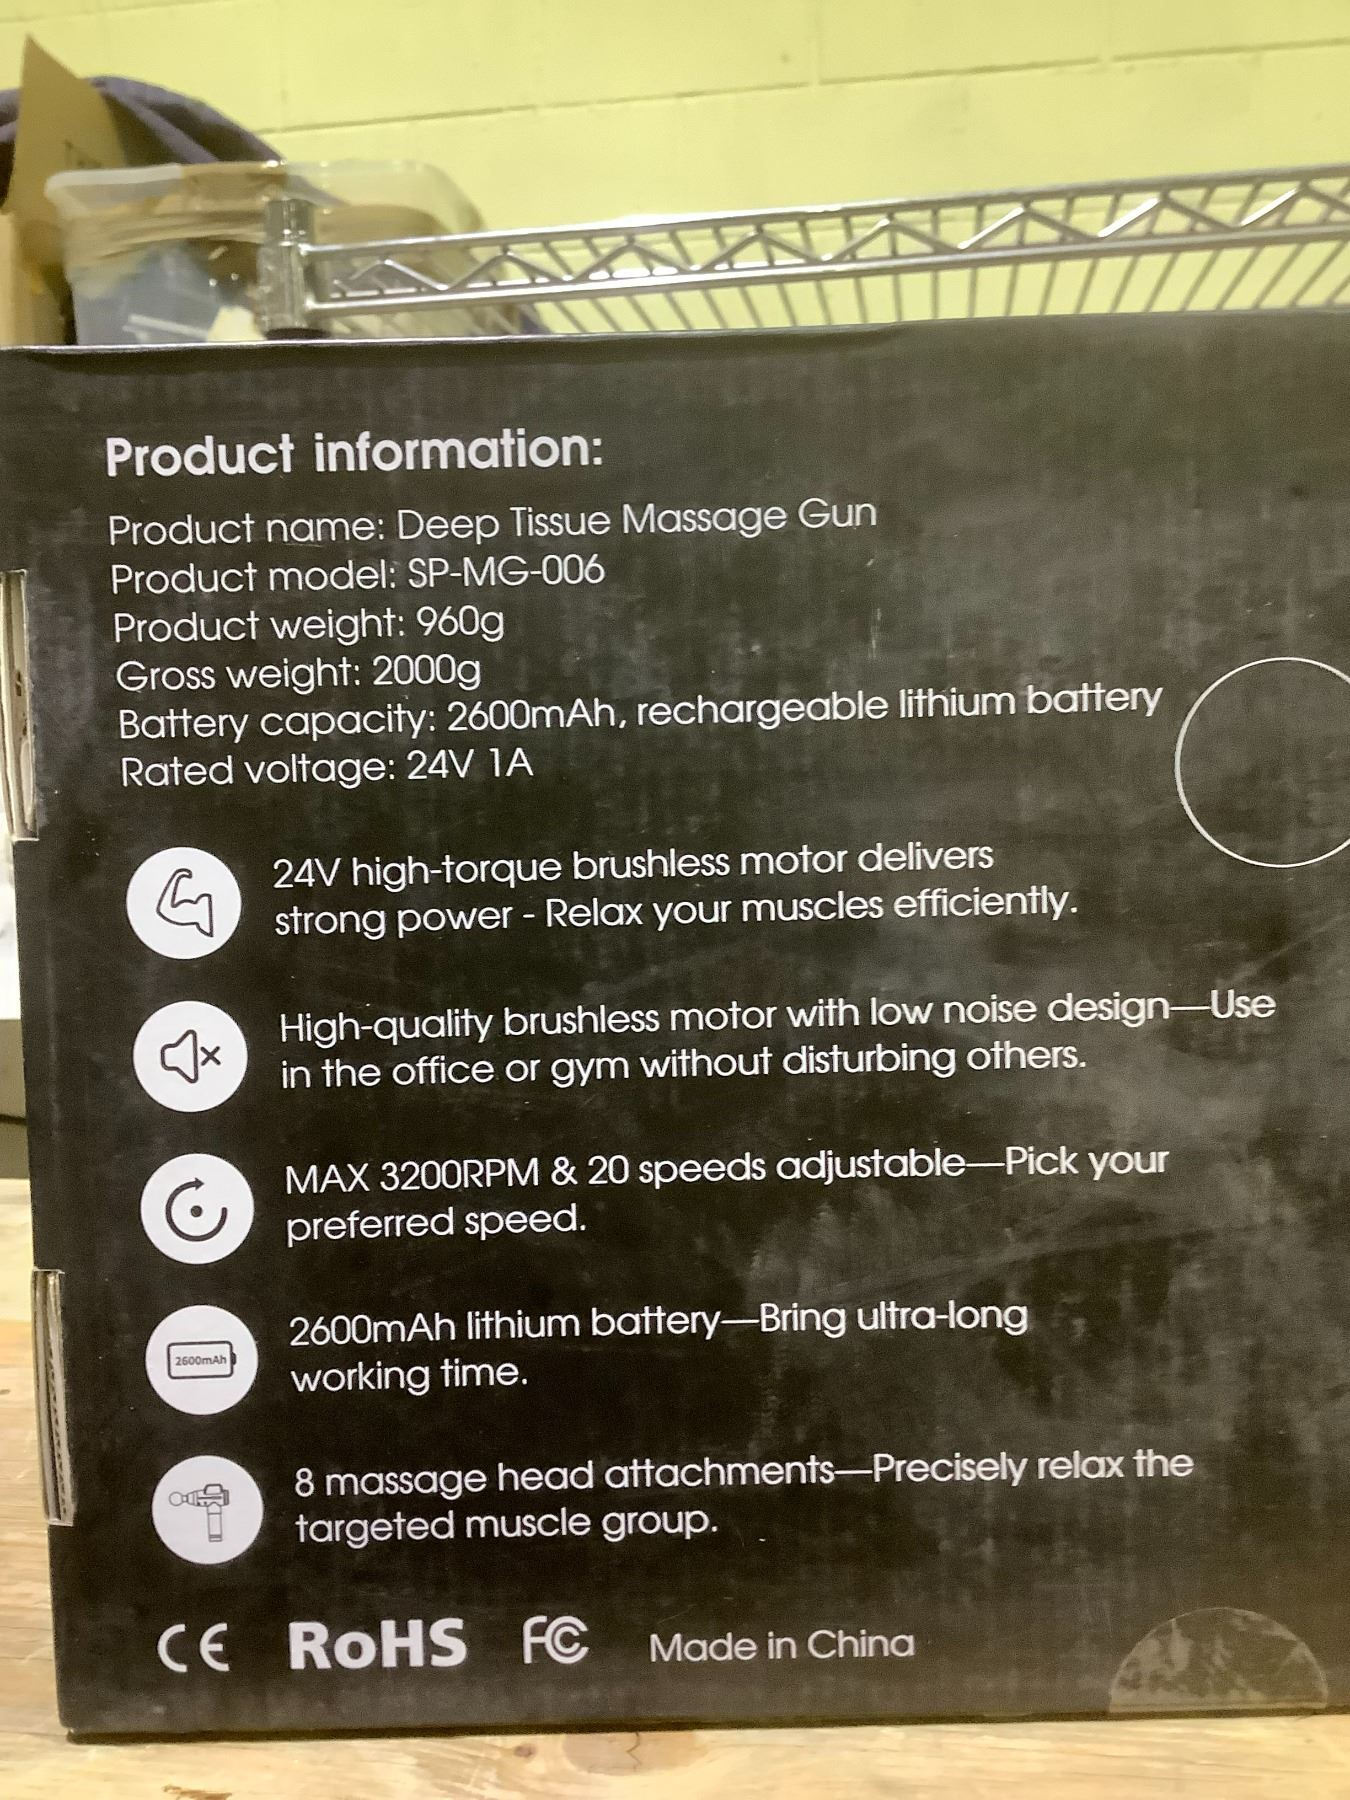 Product information:
Product name: Deep Tissue Massage Gun
Product model: SP-MG-006
Product weight: 960g
Gross weight: 2000g
Battery capacity: 2600mAh, rechargeable lithium battery
Rated voltage: 24V 1A
24V high-torque brushless motor delivers
strong power - Relax your muscles efficiently.
High-quality brushless motor with low noise design—Use
in the office or gym without disturbing others.
MAX 3200RPM & 20 speeds adjustable—Pick your
preferred speed.
2600mAh
2600mAh lithium battery—Bring ultra-long
working time.
8 massage head attachments—Precisely relax the
targeted muscle group.
CE RoHS FC Made in China